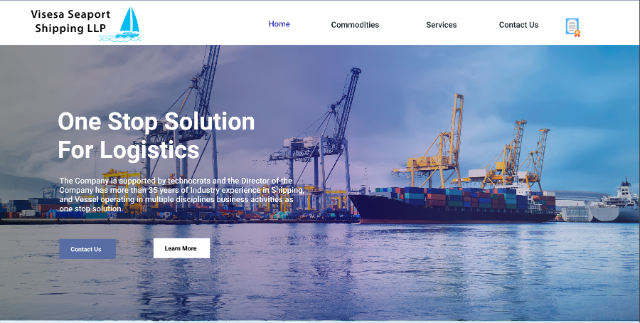 Visesa Seaport
Shipping LLP
Home
Commodities
Services
Contact Us
One Stop Solution
For Logistics
The Company is supported by technocrats and the Director of the
Company has more than 35 years of Industry experience in Shipping,
and Vessel operating in multiple disciplines business activities as
one stop solution.
Contact Us
Learn More